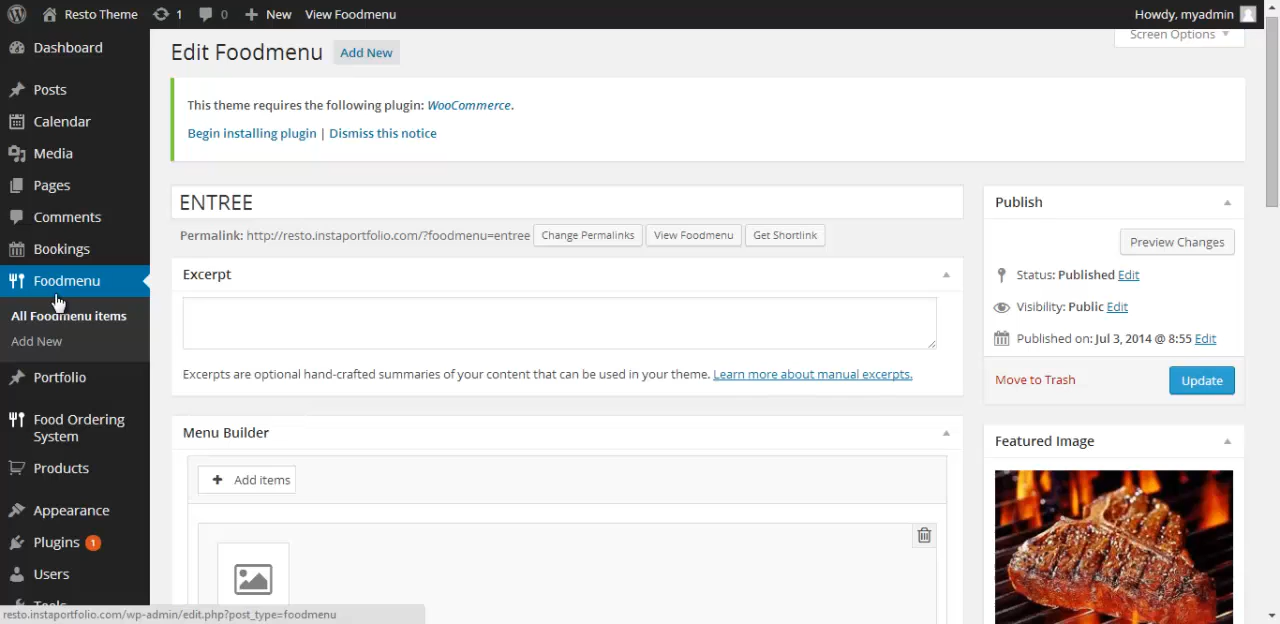 Resto Theme 1 0 New View Foodmenu Howdy, myadmin
Screen Options
Dashboard
Posts
Calendar
Media
Pages
Comments
Bookings
Foodmenu
All Foodmenu items
Add New
Portfolio
Food Ordering
System
Products
Appearance
Plugins 1
Users
Tools
Edit Foodmenu Add New
This theme requires the following plugin: WooCommerce.
Begin installing plugin | Dismiss this notice
ENTREE
Permalink: http://resto.instaportfolio.com/?foodmenu=entree Change Permalinks View Foodmenu Get Shortlink
Excerpt
Excerpts are optional hand-crafted summaries of your content that can be used in your theme. Learn more about manual excerpts.
Menu Builder
Add items
Publish
Preview Changes
Status: Published Edit
Visibility: Public Edit
Published on: Jul 3, 2014 @ 8:55 Edit
Move to Trash Update
Featured Image
resto.instaportfolio.com/wp-admin/edit.php?post_type=foodmenu